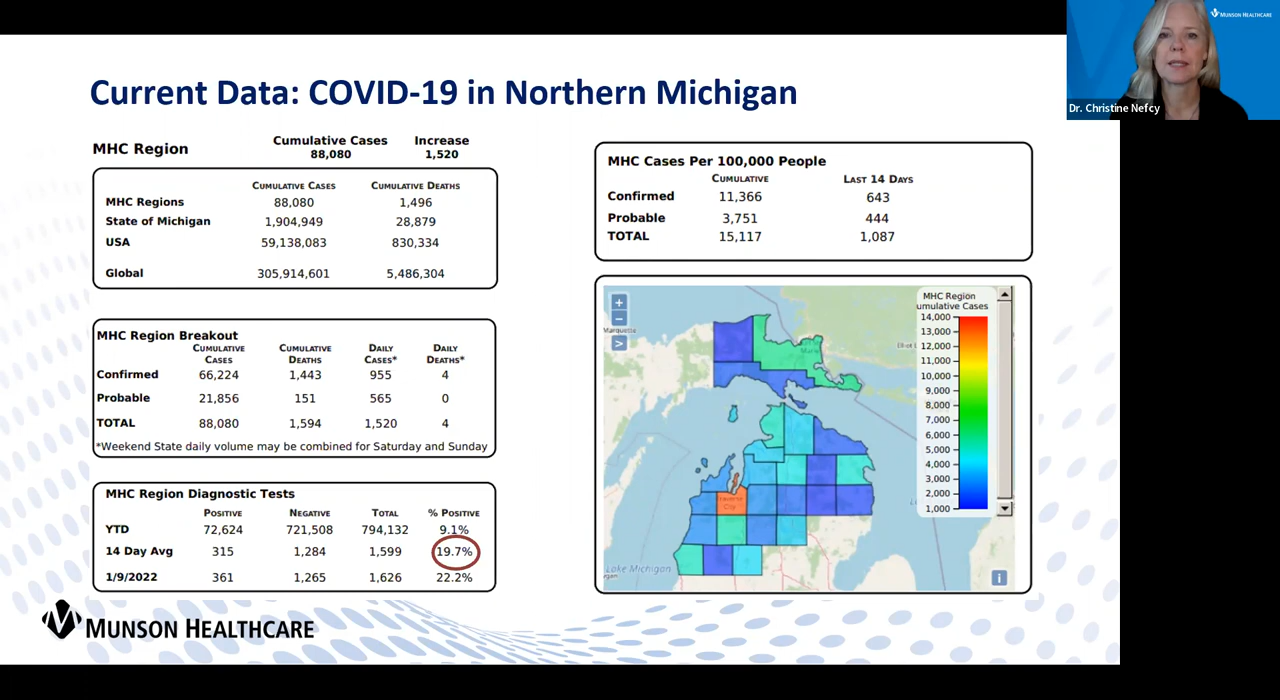 MUNSON HEALTHCARE
Dr. Christine Nefcy
Current Data: COVID-19 in Northern Michigan
MHC Region Cumulative Cases Increase
88,080 1,520
CUMULATIVE CASES CUMULATIVE DEATHS
MHC Regions 88,080 1,496
State of Michigan 1,904,949 28,879
USA 59,138,083 830,334
Global 305,914,601 5,486,304
MHC Region Breakout
CUMULATIVE CUMULATIVE DAILY DAILY
CASES DEATHS CASES* DEATHS*
Confirmed 66,224 1,443 955 4
Probable 21,856 151 565 0
TOTAL 88,080 1,594 1,520 4
*Weekend State daily volume may be combined for Saturday and Sunday
MHC Region Diagnostic Tests
POSITIVE NEGATIVE TOTAL % POSITIVE
YTD 72,624 721,508 794,132 9.1%
14 Day Avg 315 1,284 1,599 19.7%
1/9/2022 361 1,265 1,626 22.2%
MHC Cases Per 100,000 People
CUMULATIVE LAST 14 DAYS
Confirmed 11,366 643
Probable 3,751 444
TOTAL 15,117 1,087
+
−
>
Marquette
Elliot L
Traverse
City
Lake Michigan
MHC Region
umulative Cases
14,000
13,000
12,000
11,000
10,000
9,000
8,000
7,000
6,000
5,000
4,000
3,000
2,000
1,000
i
MUNSON HEALTHCARE